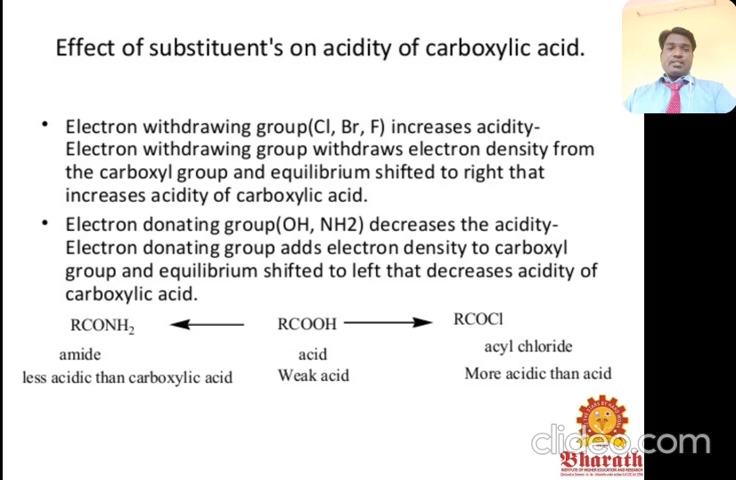 Effect of substituent's on acidity of carboxylic acid.
• Electron withdrawing group(Cl, Br, F) increases acidity-
Electron withdrawing group withdraws electron density from
the carboxyl group and equilibrium shifted to right that
increases acidity of carboxylic acid.
• Electron donating group(OH, NH2) decreases the acidity-
Electron donating group adds electron density to carboxyl
group and equilibrium shifted to left that decreases acidity of
carboxylic acid.
RCONH₂ RCOOH RCOCl
amide acid acyl chloride
less acidic than carboxylic acid Weak acid More acidic than acid
clideo.com
Bharath
INSTITUTE OF HIGHER EDUCATION AND RESEARCH